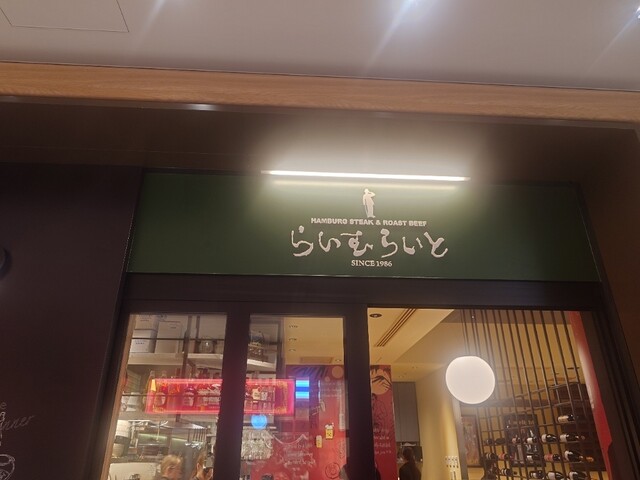 HAMBURG STEAK & ROAST BEEF
らいむらいと
SINCE 1986